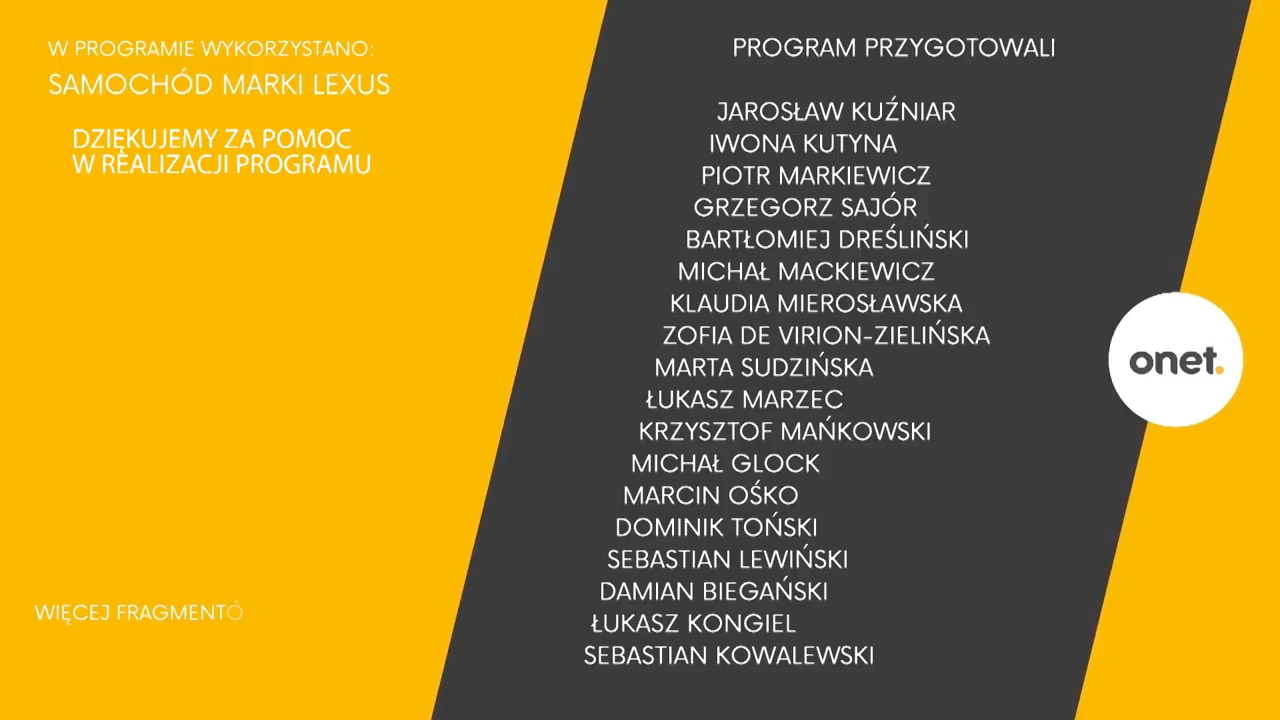 W PROGRAMIE WYKORZYSTANO:
SAMOCHÓD MARKI LEXUS
DZIĘKUJEMY ZA POMOC
W REALIZACJI PROGRAMU
WIĘCEJ FRAGMENTÓ
PROGRAM PRZYGOTOWALI
JAROSŁAW KUŹNIAR
IWONA KUTYNA
PIOTR MARKIEWICZ
GRZEGORZ SAJÓR
BARTŁOMIEJ DREŚLIŃSKI
MICHAŁ MACKIEWICZ
KLAUDIA MIEROSŁAWSKA
ZOFIA DE VIRION-ZIELIŃSKA
MARTA SUDZIŃSKA
ŁUKASZ MARZEC
KRZYSZTOF MAŃKOWSKI
MICHAŁ GLOCK
MARCIN OŚKO
DOMINIK TOŃSKI
SEBASTIAN LEWIŃSKI
DAMIAN BIEGAŃSKI
ŁUKASZ KONGIEL
SEBASTIAN KOWALEWSKI
onet.